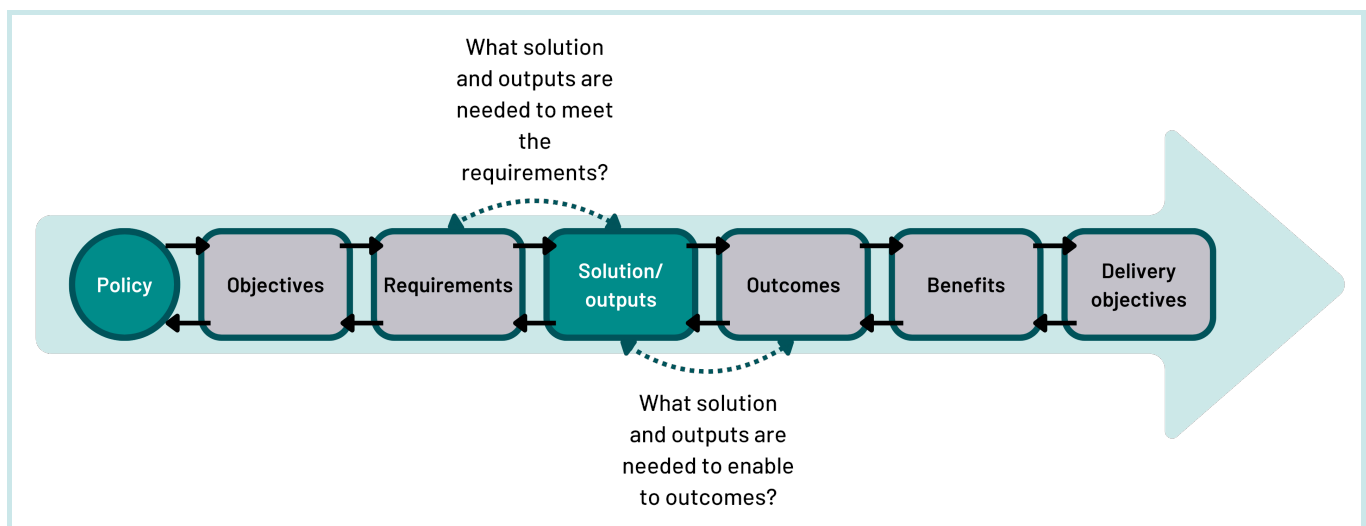 What solution
and outputs are
needed to meet
the
requirements?
Policy
Objectives
Requirements
Solution/
outputs
Outcomes
Benefits
Delivery
objectives
What solution
and outputs are
needed to enable
to outcomes?